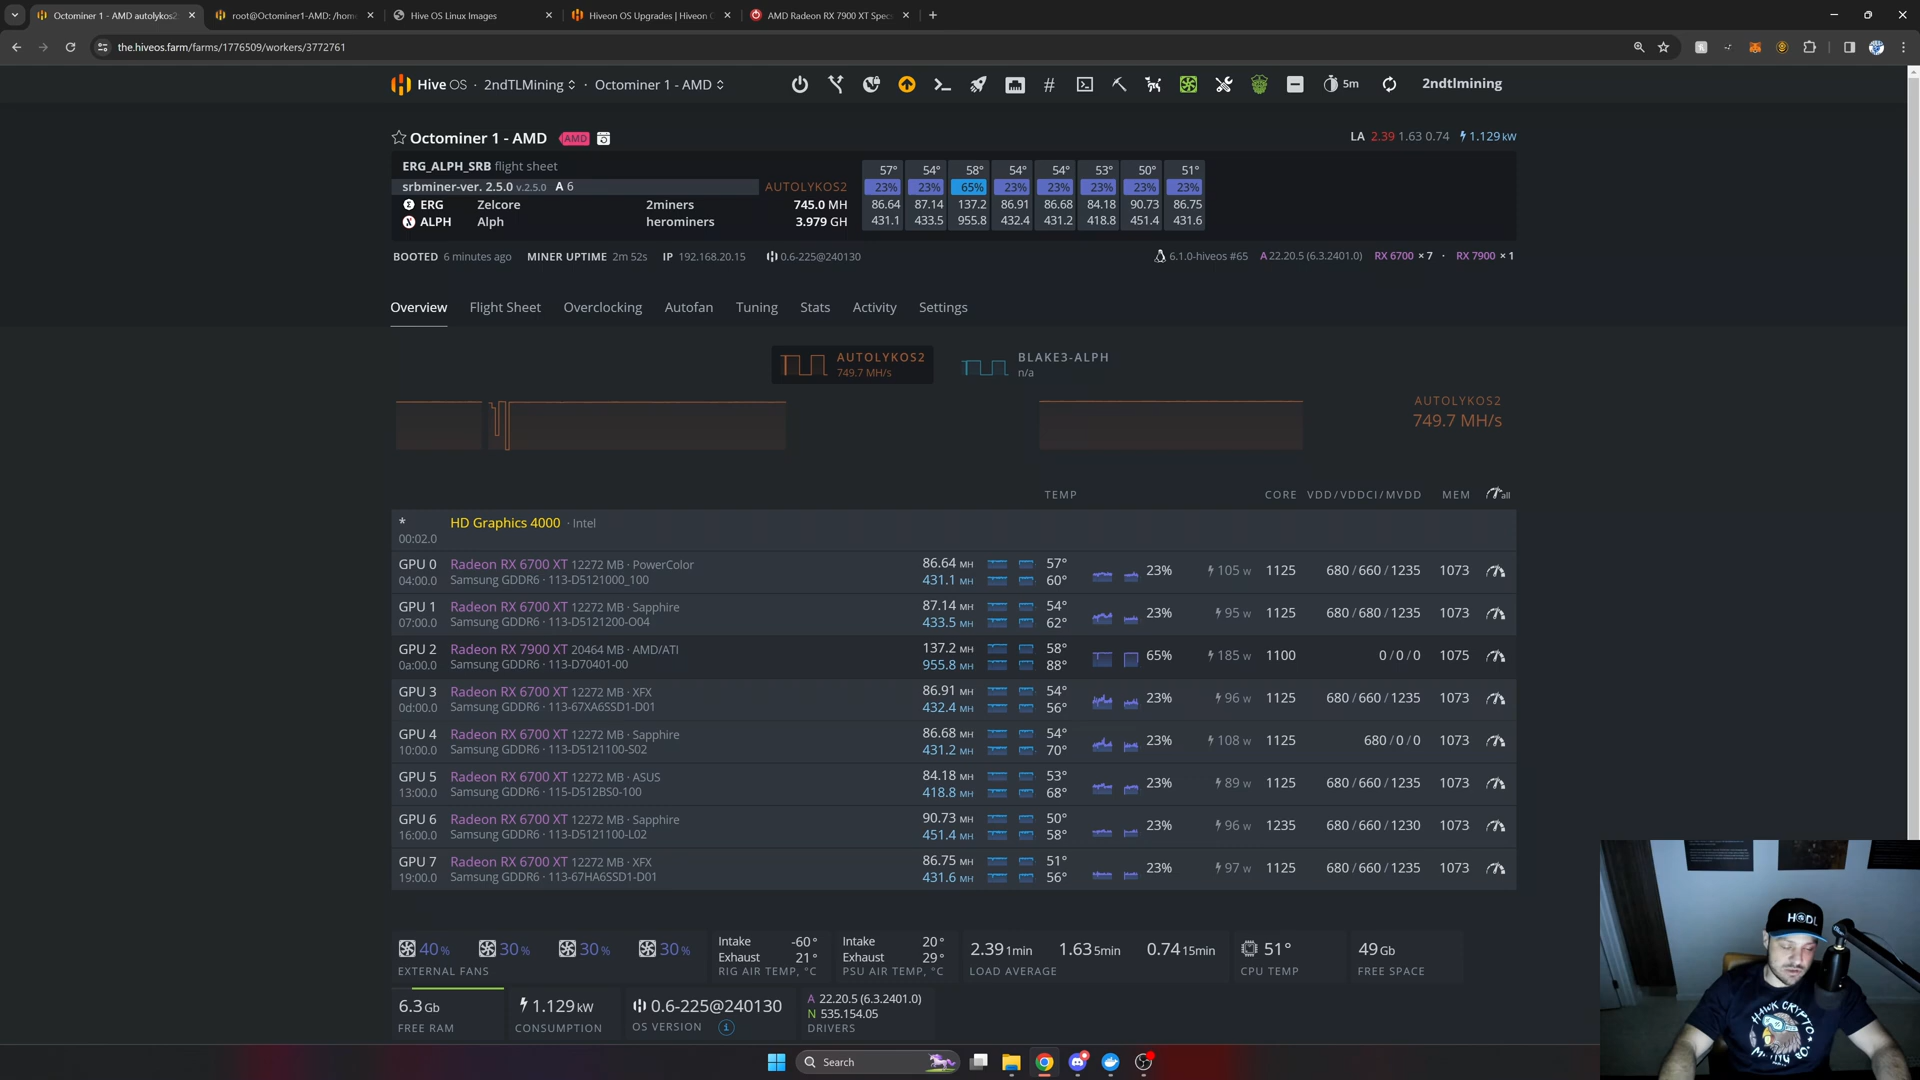 Octominer 1 - AMD autolykos2
root@Octominer1-AMD: /home
Hive OS Linux Images
Hiveon OS Upgrades | Hiveon C
AMD Radeon RX 7900 XT Spec
the.hiveos.farm/farms/1776509/workers/3772761
Hive OS · 2ndTLMining · Octominer 1 - AMD
5m
2ndtlmining
Octominer 1 - AMD AMD
LA 2.39 1.63 0.74 1.129 kW
ERG_ALPH_SRB flight sheet
srbminer-ver. 2.5.0 v.2.5.0 A 6 AUTOLYKOS2
ERG Zelcore 2miners 745.0 MH
ALPH Alph herominers 3.979 GH
57° 54° 58° 54° 54° 53° 50° 51°
23% 23% 65% 23% 23% 23% 23% 23%
86.64 87.14 137.2 86.91 86.68 84.18 90.73 86.75
431.1 433.5 955.8 432.4 431.2 418.8 451.4 431.6
BOOTED 6 minutes ago MINER UPTIME 2m 52s IP 192.168.20.15 0.6-225@240130
6.1.0-hiveos #65 A 22.20.5 (6.3.2401.0) RX 6700 × 7 · RX 7900 × 1
Overview Flight Sheet Overclocking Autofan Tuning Stats Activity Settings
AUTOLYKOS2
749.7 MH/s
BLAKE3-ALPH
n/a
AUTOLYKOS2
749.7 MH/s
TEMP CORE VDD/VDDCI/MVDD MEM all
* HD Graphics 4000 · Intel
00:02.0
GPU 0 Radeon RX 6700 XT 12272 MB · PowerColor 86.64 MH 57°
04:00.0 Samsung GDDR6 · 113-D5121000_100 431.1 MH 60° 23% 105 W 1125 680 / 660 / 1235 1073
GPU 1 Radeon RX 6700 XT 12272 MB · Sapphire 87.14 MH 54°
07:00.0 Samsung GDDR6 · 113-D5121200-O04 433.5 MH 62° 23% 95 W 1125 680 / 680 / 1235 1073
GPU 2 Radeon RX 7900 XT 20464 MB · AMD/ATI 137.2 MH 58°
0a:00.0 Samsung GDDR6 · 113-D70401-00 955.8 MH 88° 65% 185 W 1100 0 / 0 / 0 1075
GPU 3 Radeon RX 6700 XT 12272 MB · XFX 86.91 MH 54°
0d:00.0 Samsung GDDR6 · 113-67XA6SSD1-D01 432.4 MH 56° 23% 96 W 1125 680 / 660 / 1235 1073
GPU 4 Radeon RX 6700 XT 12272 MB · Sapphire 86.68 MH 54°
10:00.0 Samsung GDDR6 · 113-D5121100-S02 431.2 MH 70° 23% 108 W 1125 680 / 0 / 0 1073
GPU 5 Radeon RX 6700 XT 12272 MB · ASUS 84.18 MH 53°
13:00.0 Samsung GDDR6 · 115-D512BS0-100 418.8 MH 68° 23% 89 W 1125 680 / 660 / 1235 1073
GPU 6 Radeon RX 6700 XT 12272 MB · Sapphire 90.73 MH 50°
16:00.0 Samsung GDDR6 · 113-D5121100-L02 451.4 MH 58° 23% 96 W 1235 680 / 660 / 1230 1073
GPU 7 Radeon RX 6700 XT 12272 MB · XFX 86.75 MH 51°
19:00.0 Samsung GDDR6 · 113-67HA6SSD1-D01 431.6 MH 56° 23% 97 W 1125 680 / 660 / 1235 1073
40 % 30 % 30 % 30 %
EXTERNAL FANS
Intake -60°
Exhaust 21°
RIG AIR TEMP, °C
Intake 20°
Exhaust 29°
PSU AIR TEMP, °C
2.39 1min 1.63 5min 0.74 15min
LOAD AVERAGE
51°
CPU TEMP
49 Gb
FREE SPACE
6.3 Gb
FREE RAM
1.129 kW
CONSUMPTION
0.6-225@240130
OS VERSION
A 22.20.5 (6.3.2401.0)
N 535.154.05
DRIVERS
Search
H@DL
HAWK CRYPTO